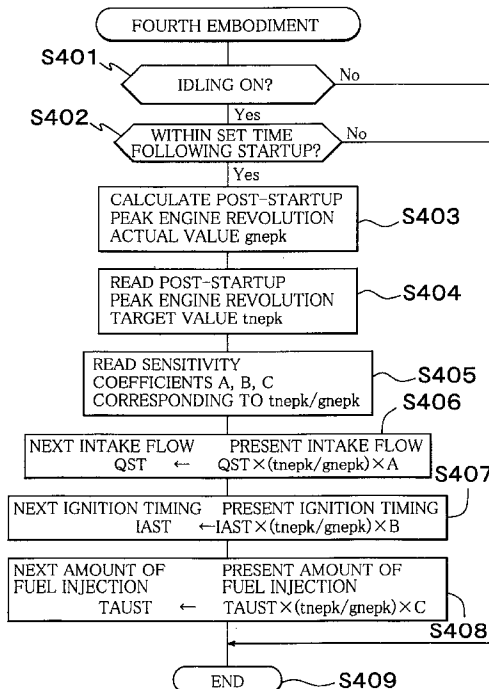 FOURTH EMBODIMENT
S401
IDLING ON?
No
Yes
S402
WITHIN SET TIME
FOLLOWING STARTUP?
No
Yes
CALCULATE POST-STARTUP
PEAK ENGINE REVOLUTION
ACTUAL VALUE gnepk
S403
READ POST-STARTUP
PEAK ENGINE REVOLUTION
TARGET VALUE tnepk
S404
READ SENSITIVITY
COEFFICIENTS A, B, C
CORRESPONDING TO tnepk/gnepk
S405
S406
NEXT INTAKE FLOW PRESENT INTAKE FLOW
QST ← QST×(tnepk/gnepk)×A
S407
NEXT IGNITION TIMING PRESENT IGNITION TIMING
IAST ←IAST×(tnepk/gnepk)×B
NEXT AMOUNT OF PRESENT AMOUNT OF
FUEL INJECTION FUEL INJECTION
TAUST ← TAUST×(tnepk/gnepk)×C
S408
END
S409